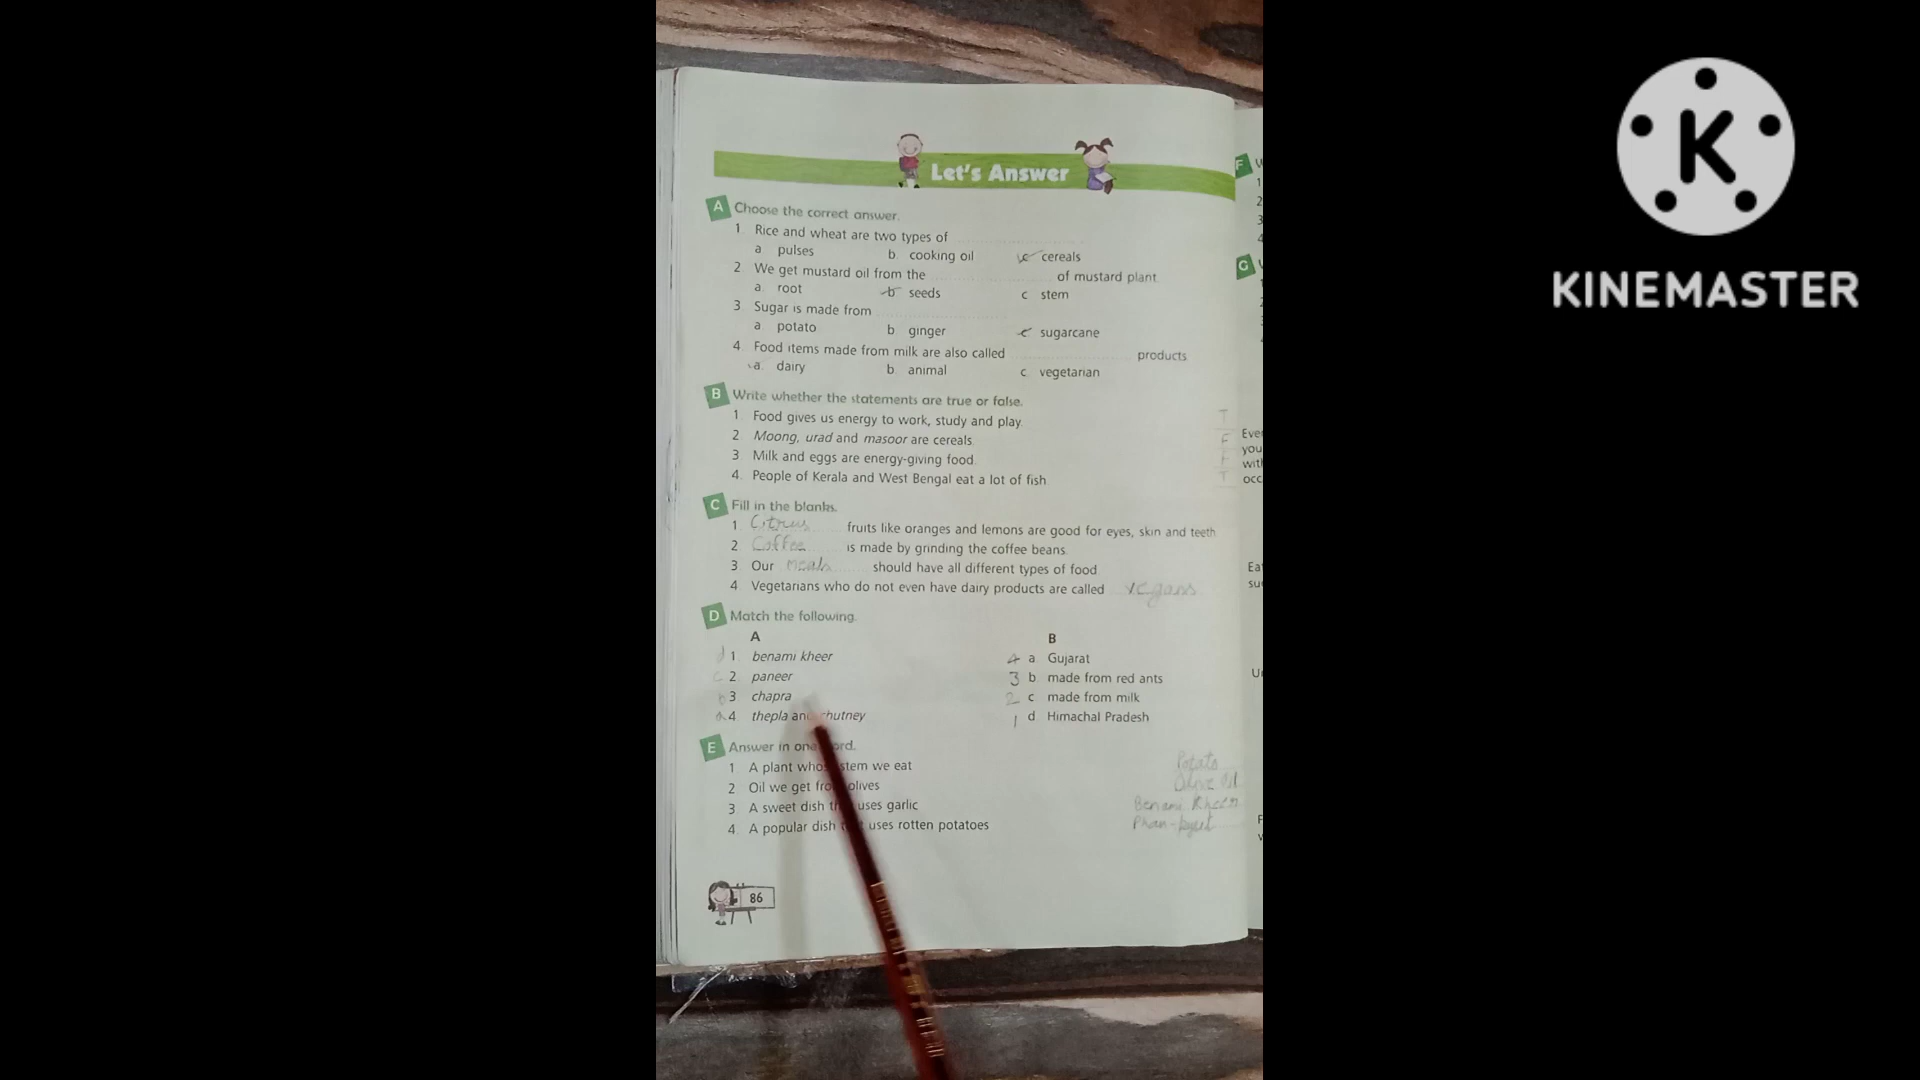 KINEMASTER
Let's Answer
A Choose the correct answer.
1 Rice and wheat are two types of
a pulses b. cooking oil c cereals
2 We get mustard oil from the of mustard plant
a. root b seeds c stem
3 Sugar is made from
a potato b ginger c sugarcane
4. Food items made from milk are also called products
a. dairy b. animal c. vegetarian
B Write whether the statements are true or false.
1 Food gives us energy to work, study and play. T
2 Moong, urad and masoor are cereals. F
3 Milk and eggs are energy-giving food. F
4. People of Kerala and West Bengal eat a lot of fish T
C Fill in the blanks.
1 Citrus fruits like oranges and lemons are good for eyes, skin and teeth
2 Coffee is made by grinding the coffee beans.
3. Our meals should have all different types of food
4 Vegetarians who do not even have dairy products are called vegans
D Match the following.
A B
d 1. benami kheer 4 a Gujarat
c 2. paneer 3 b. made from red ants
b 3 chapra 2 c made from milk
a 4 thepla and chutney 1 d Himachal Pradesh
E Answer in one word.
1 A plant whose stem we eat Potato
2 Oil we get from olives Olive Oil
3 A sweet dish that uses garlic Benami Kheer
4. A popular dish that uses rotten potatoes Phan-
86
F
G